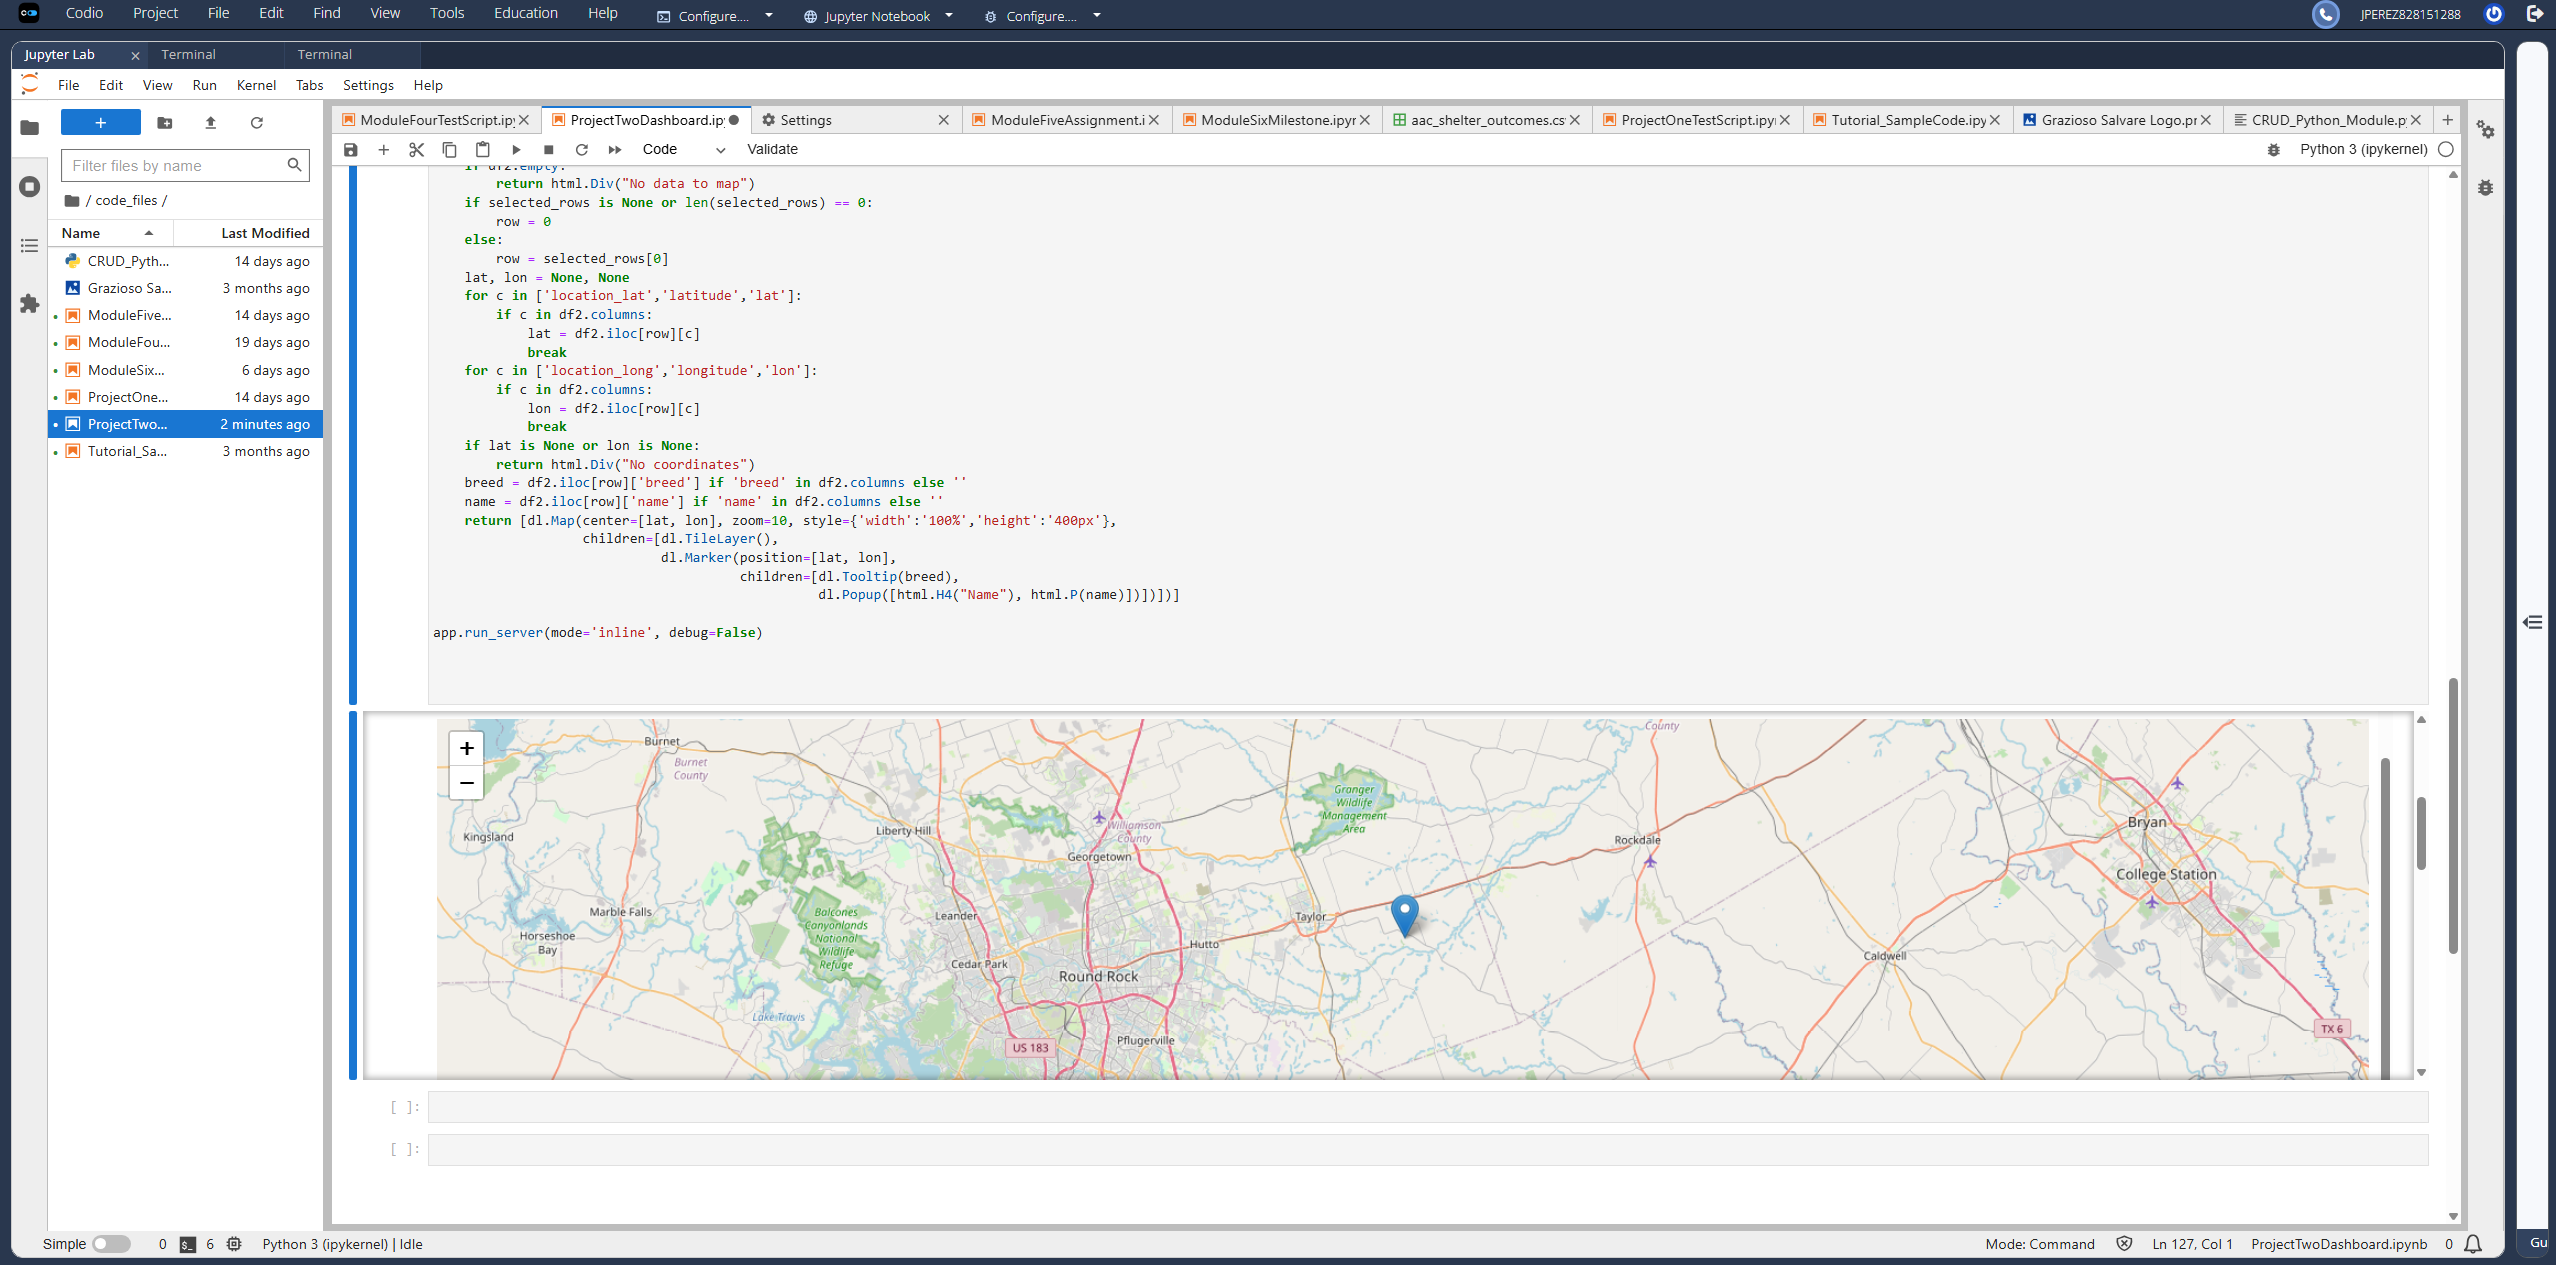 Codio Project File Edit Find View Tools Education Help Configure.... Jupyter Notebook Configure.... JPEREZ828151288
Jupyter Lab Terminal Terminal
File Edit View Run Kernel Tabs Settings Help
ModuleFourTestScript.ipy ProjectTwoDashboard.ipy Settings ModuleFiveAssignment.i ModuleSixMilestone.ipyr aac_shelter_outcomes.cs ProjectOneTestScript.ipyi Tutorial_SampleCode.ipy Grazioso Salvare Logo.pr CRUD_Python_Module.p
Code Validate Python 3 (ipykernel)
Filter files by name
/ code_files /
Name Last Modified
CRUD_Pyth... 14 days ago
Grazioso Sa... 3 months ago
ModuleFive... 14 days ago
ModuleFou... 19 days ago
ModuleSix... 6 days ago
ProjectOne... 14 days ago
ProjectTwo... 2 minutes ago
Tutorial_Sa... 3 months ago
if df2.empty:
return html.Div("No data to map")
if selected_rows is None or len(selected_rows) == 0:
row = 0
else:
row = selected_rows[0]
lat, lon = None, None
for c in ['location_lat','latitude','lat']:
if c in df2.columns:
lat = df2.iloc[row][c]
break
for c in ['location_long','longitude','lon']:
if c in df2.columns:
lon = df2.iloc[row][c]
break
if lat is None or lon is None:
return html.Div("No coordinates")
breed = df2.iloc[row]['breed'] if 'breed' in df2.columns else ''
name = df2.iloc[row]['name'] if 'name' in df2.columns else ''
return [dl.Map(center=[lat, lon], zoom=10, style={'width':'100%','height':'400px'},
children=[dl.TileLayer(),
dl.Marker(position=[lat, lon],
children=[dl.Tooltip(breed),
dl.Popup([html.H4("Name"), html.P(name)])])])]
app.run_server(mode='inline', debug=False)
+
−
Burnet
Burnet
County
County
Granger
Wildlife
Management
Area
Kingsland
Liberty Hill
Williamson
County
Georgetown
Rockdale
Bryan
College Station
Marble Falls
Leander
Taylor
Balcones
Canyonlands
National
Wildlife
Refuge
Horseshoe
Bay
Hutto
Cedar Park
Round Rock
Caldwell
Lake Travis
TX 6
US 183
Pflugerville
[ ]:
[ ]:
Simple 0 $_ 6 Python 3 (ipykernel) | Idle Mode: Command Ln 127, Col 1 ProjectTwoDashboard.ipynb 0 Gu